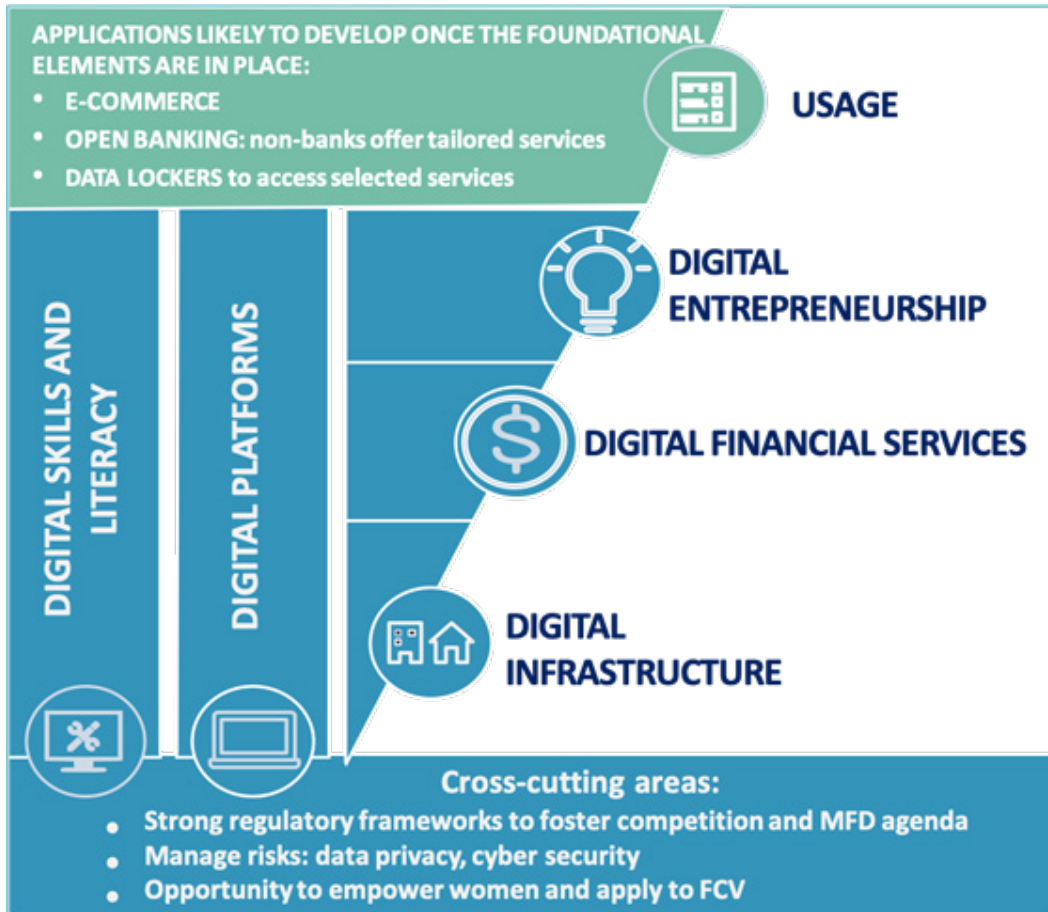 APPLICATIONS LIKELY TO DEVELOP ONCE THE FOUNDATIONAL
ELEMENTS ARE IN PLACE:
• E-COMMERCE
• OPEN BANKING: non-banks offer tailored services
• DATA LOCKERS to access selected services
USAGE
DIGITAL SKILLS AND
LITERACY
DIGITAL PLATFORMS
DIGITAL
ENTREPRENEURSHIP
$
DIGITAL FINANCIAL SERVICES
DIGITAL
INFRASTRUCTURE
Cross-cutting areas:
• Strong regulatory frameworks to foster competition and MFD agenda
• Manage risks: data privacy, cyber security
• Opportunity to empower women and apply to FCV